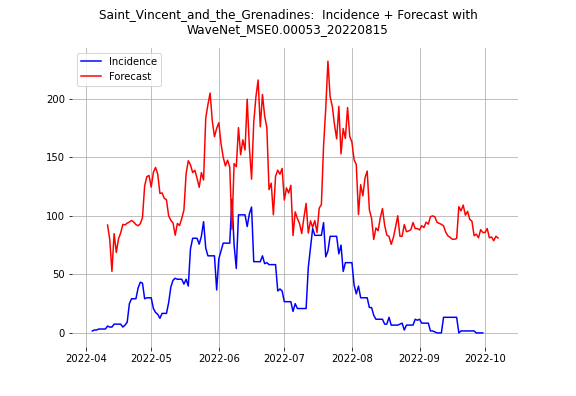 Saint_Vincent_and_the_Grenadines:  Incidence + Forecast with
WaveNet_MSE0.00053_20220815
Incidence
Forecast
200
150
100
50
0
2022-04 2022-05 2022-06 2022-07 2022-08 2022-09 2022-10